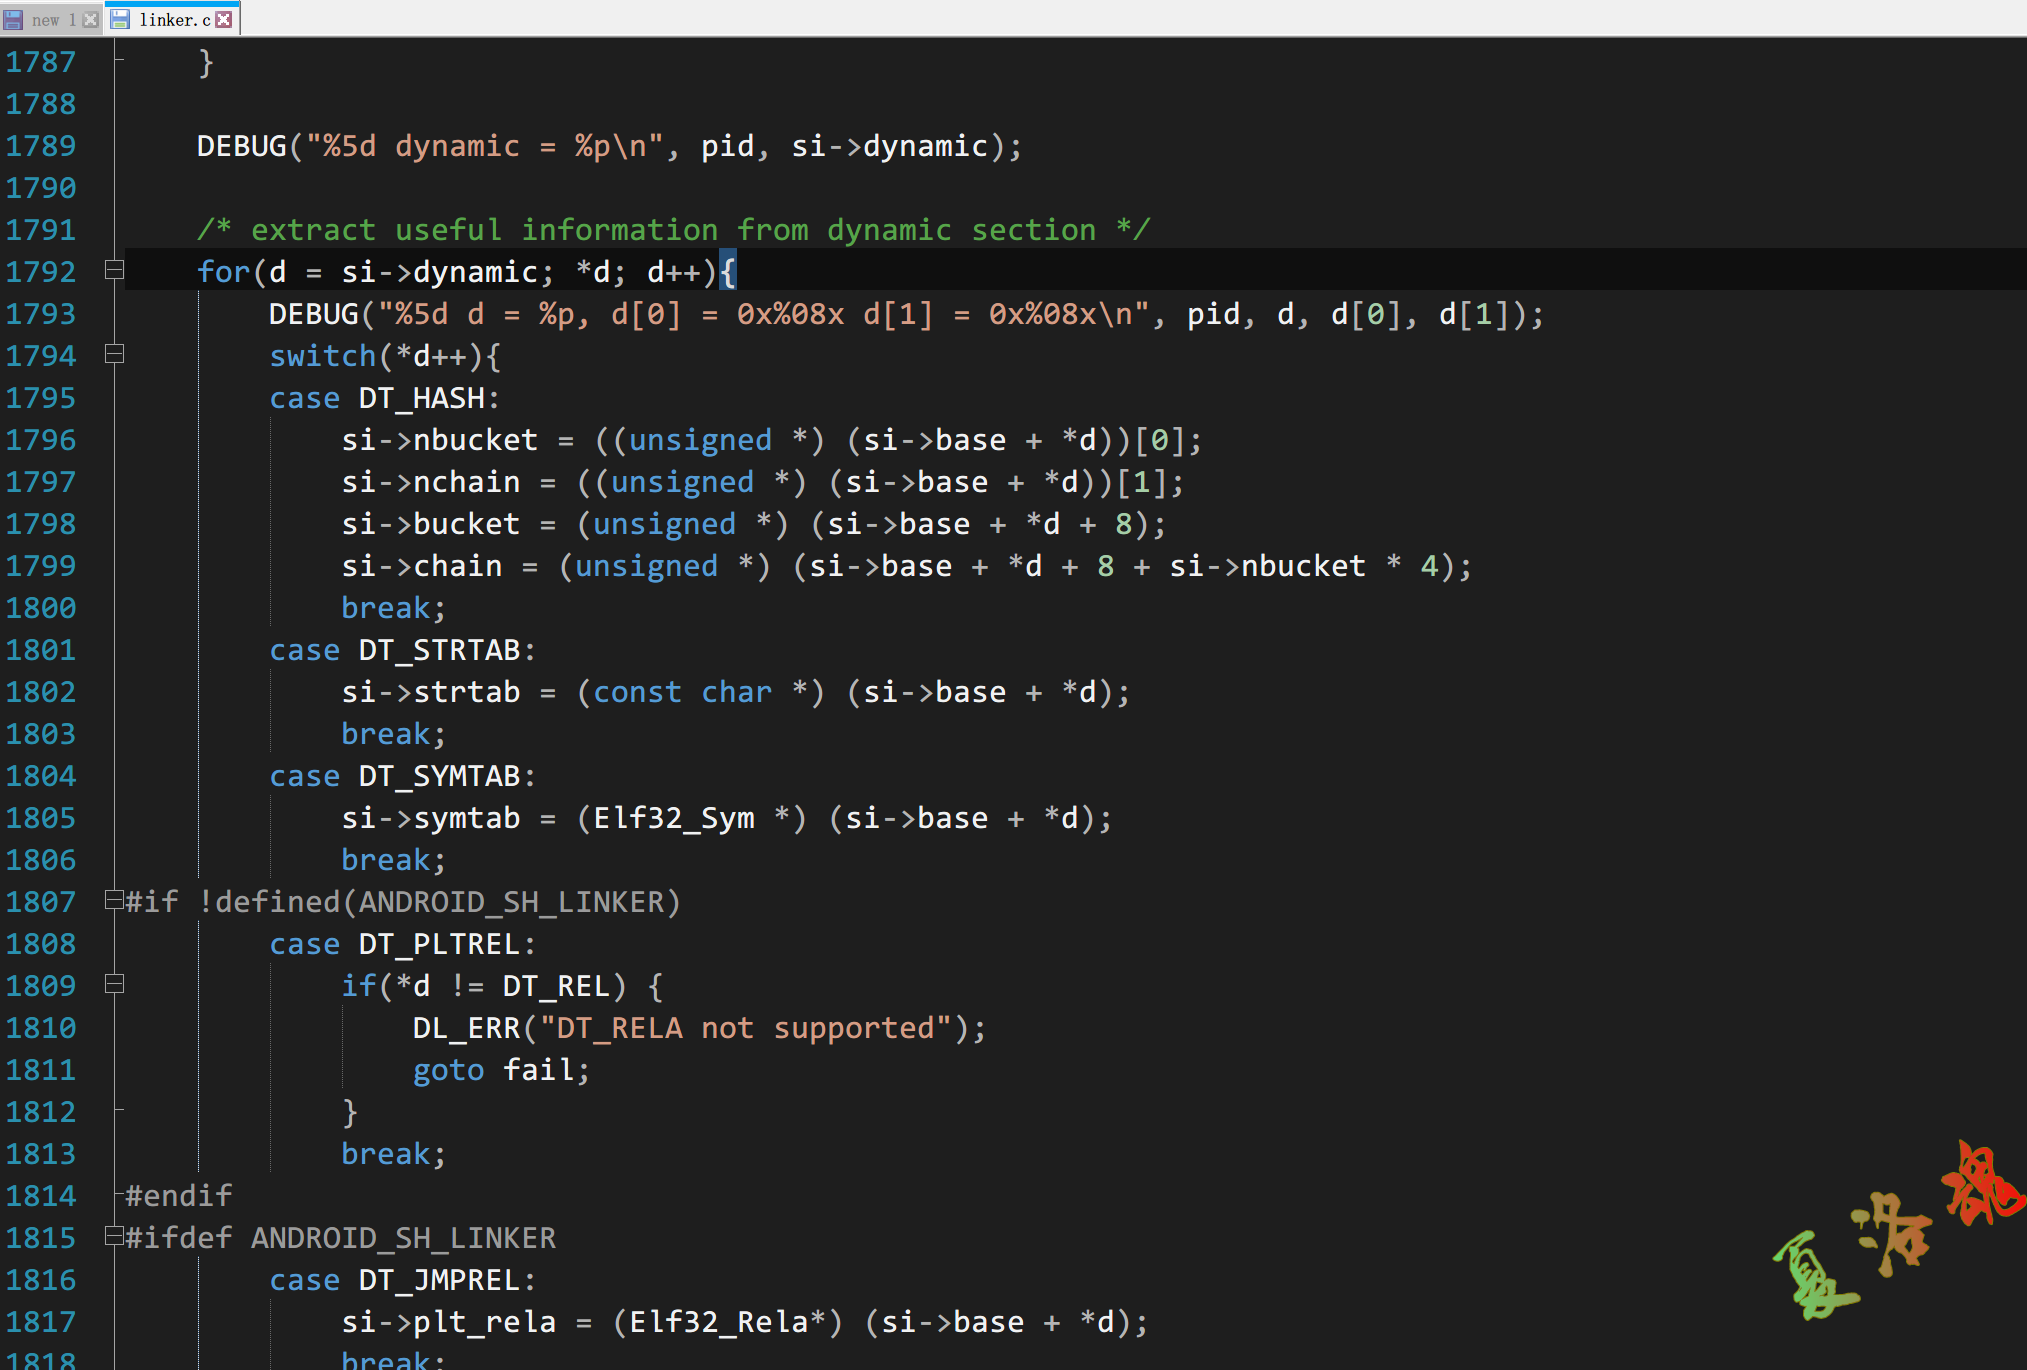 new 1 linker.c
1787 }
1788
1789 DEBUG("%5d dynamic = %p\n", pid, si->dynamic);
1790
1791 /* extract useful information from dynamic section */
1792 for(d = si->dynamic; *d; d++){
1793 DEBUG("%5d d = %p, d[0] = 0x%08x d[1] = 0x%08x\n", pid, d, d[0], d[1]);
1794 switch(*d++){
1795 case DT_HASH:
1796 si->nbucket = ((unsigned *) (si->base + *d))[0];
1797 si->nchain = ((unsigned *) (si->base + *d))[1];
1798 si->bucket = (unsigned *) (si->base + *d + 8);
1799 si->chain = (unsigned *) (si->base + *d + 8 + si->nbucket * 4);
1800 break;
1801 case DT_STRTAB:
1802 si->strtab = (const char *) (si->base + *d);
1803 break;
1804 case DT_SYMTAB:
1805 si->symtab = (Elf32_Sym *) (si->base + *d);
1806 break;
1807 #if !defined(ANDROID_SH_LINKER)
1808 case DT_PLTREL:
1809 if(*d != DT_REL) {
1810 DL_ERR("DT_RELA not supported");
1811 goto fail;
1812 }
1813 break;
1814 #endif
1815 #ifdef ANDROID_SH_LINKER
1816 case DT_JMPREL:
1817 si->plt_rela = (Elf32_Rela*) (si->base + *d);
1818 break;
夏洛魂